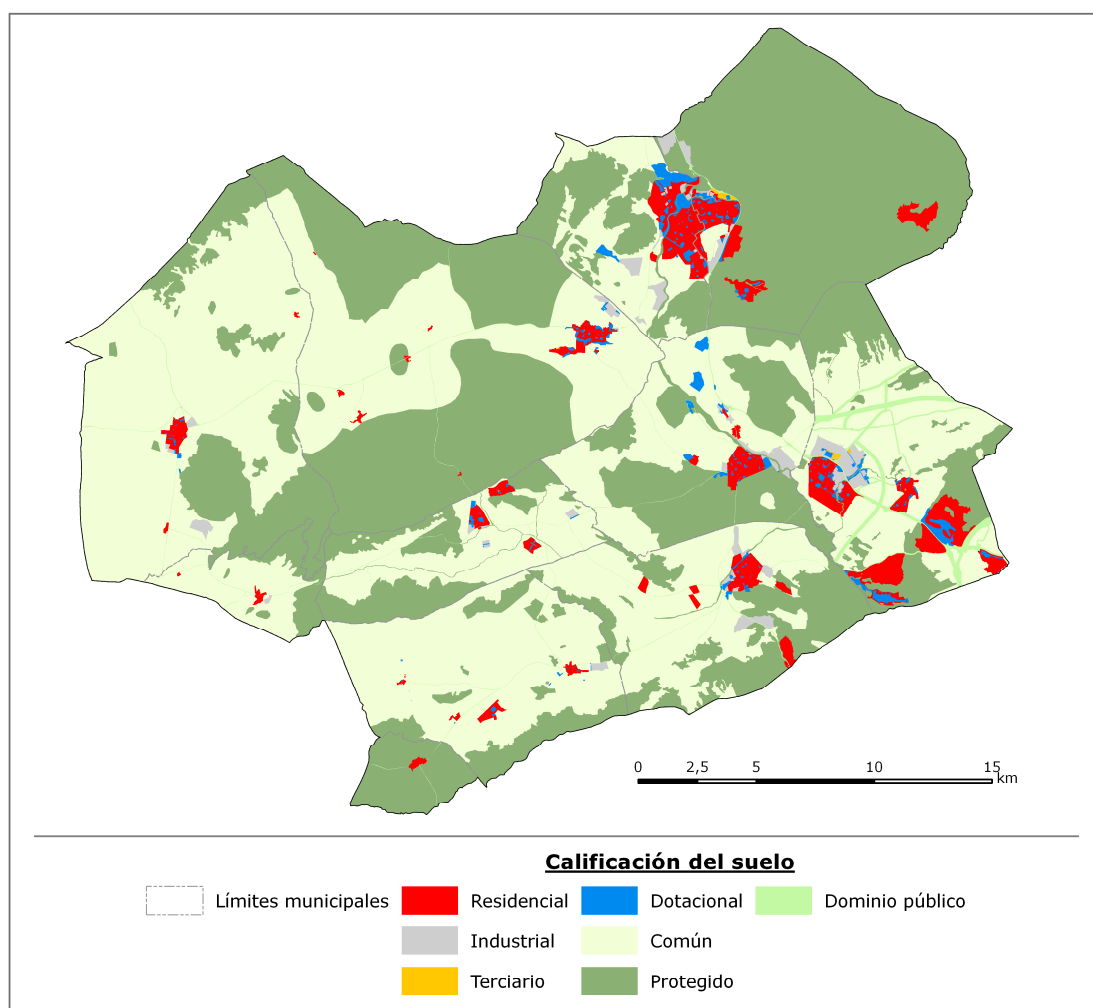 0 2,5 5 10 15
km
Calificación del suelo
Límites municipales Residencial Dotacional Dominio público
Industrial Común
Terciario Protegido